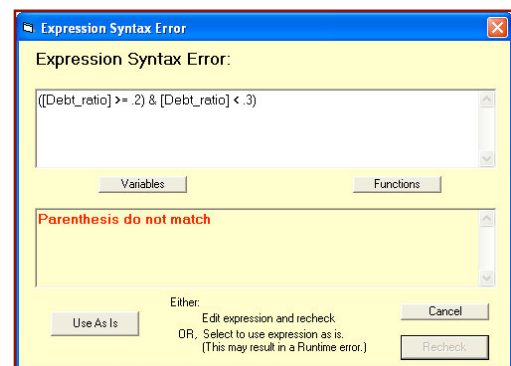 Expression Syntax Error
Expression Syntax Error:
([Debt_ratio] >= .2) & [Debt_ratio] < .3)
Variables
Functions
Parenthesis do not match
Either:
Edit expression and recheck
OR, Select to use expression as is.
(This may result in a Runtime error.)
Use As Is
Cancel
Recheck